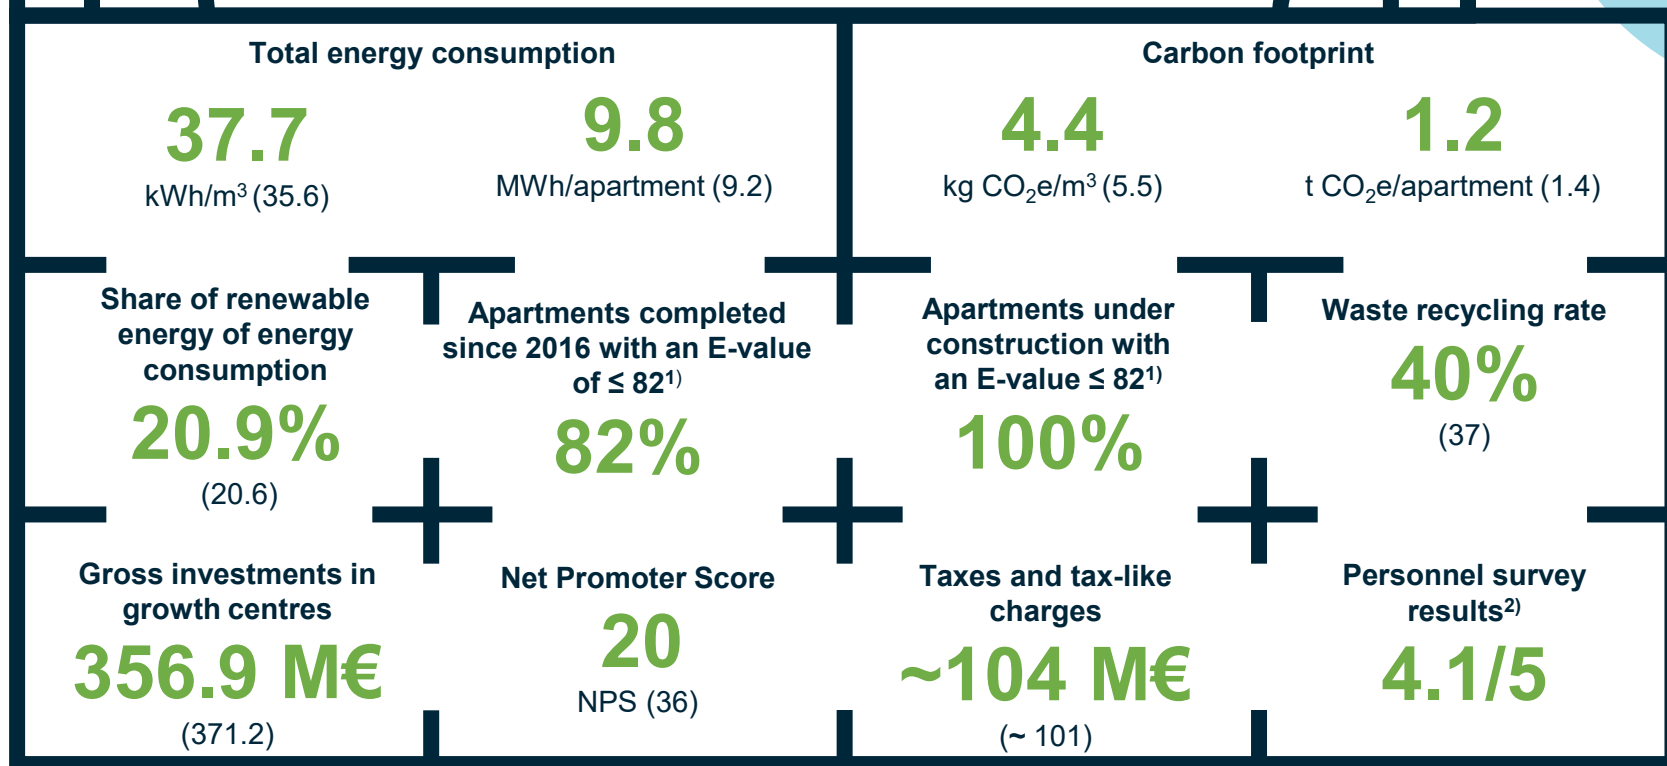 Total energy consumption
37.7
kWh/m³ (35.6)
9.8
MWh/apartment (9.2)
Carbon footprint
4.4
kg CO₂e/m³ (5.5)
1.2
t CO₂e/apartment (1.4)
Share of renewable
energy of energy
consumption
20.9%
(20.6)
Apartments completed
since 2016 with an E-value
of ≤ 82¹⁾
82%
Apartments under
construction with
an E-value ≤ 82¹⁾
100%
Waste recycling rate
40%
(37)
Gross investments in
growth centres
356.9 M€
(371.2)
Net Promoter Score
20
NPS (36)
Taxes and tax-like
charges
~104 M€
(~ 101)
Personnel survey
results²⁾
4.1/5